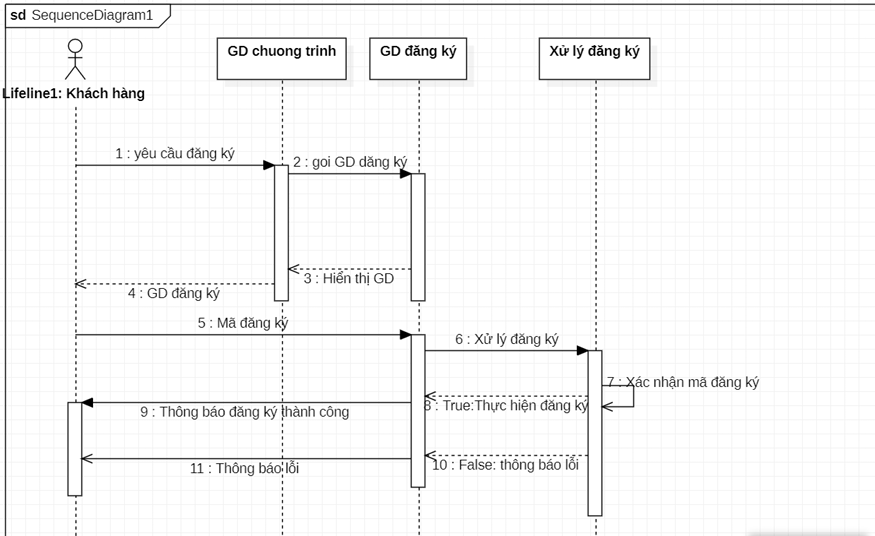 sd SequenceDiagram1
GD chuong trinh
GD đăng ký
Xử lý đăng ký
Lifeline1: Khách hàng
1 : yêu cầu đăng ký
2 : goi GD dăng ký
3 : Hiển thị GD
4 : GD đăng ký
5 : Mã đăng ký
6 : Xử lý đăng ký
7 : Xác nhận mã đăng ký
8 : True:Thực hiện đăng ký
9 : Thông báo đăng ký thành công
10 : False: thông báo lỗi
11 : Thông báo lỗi